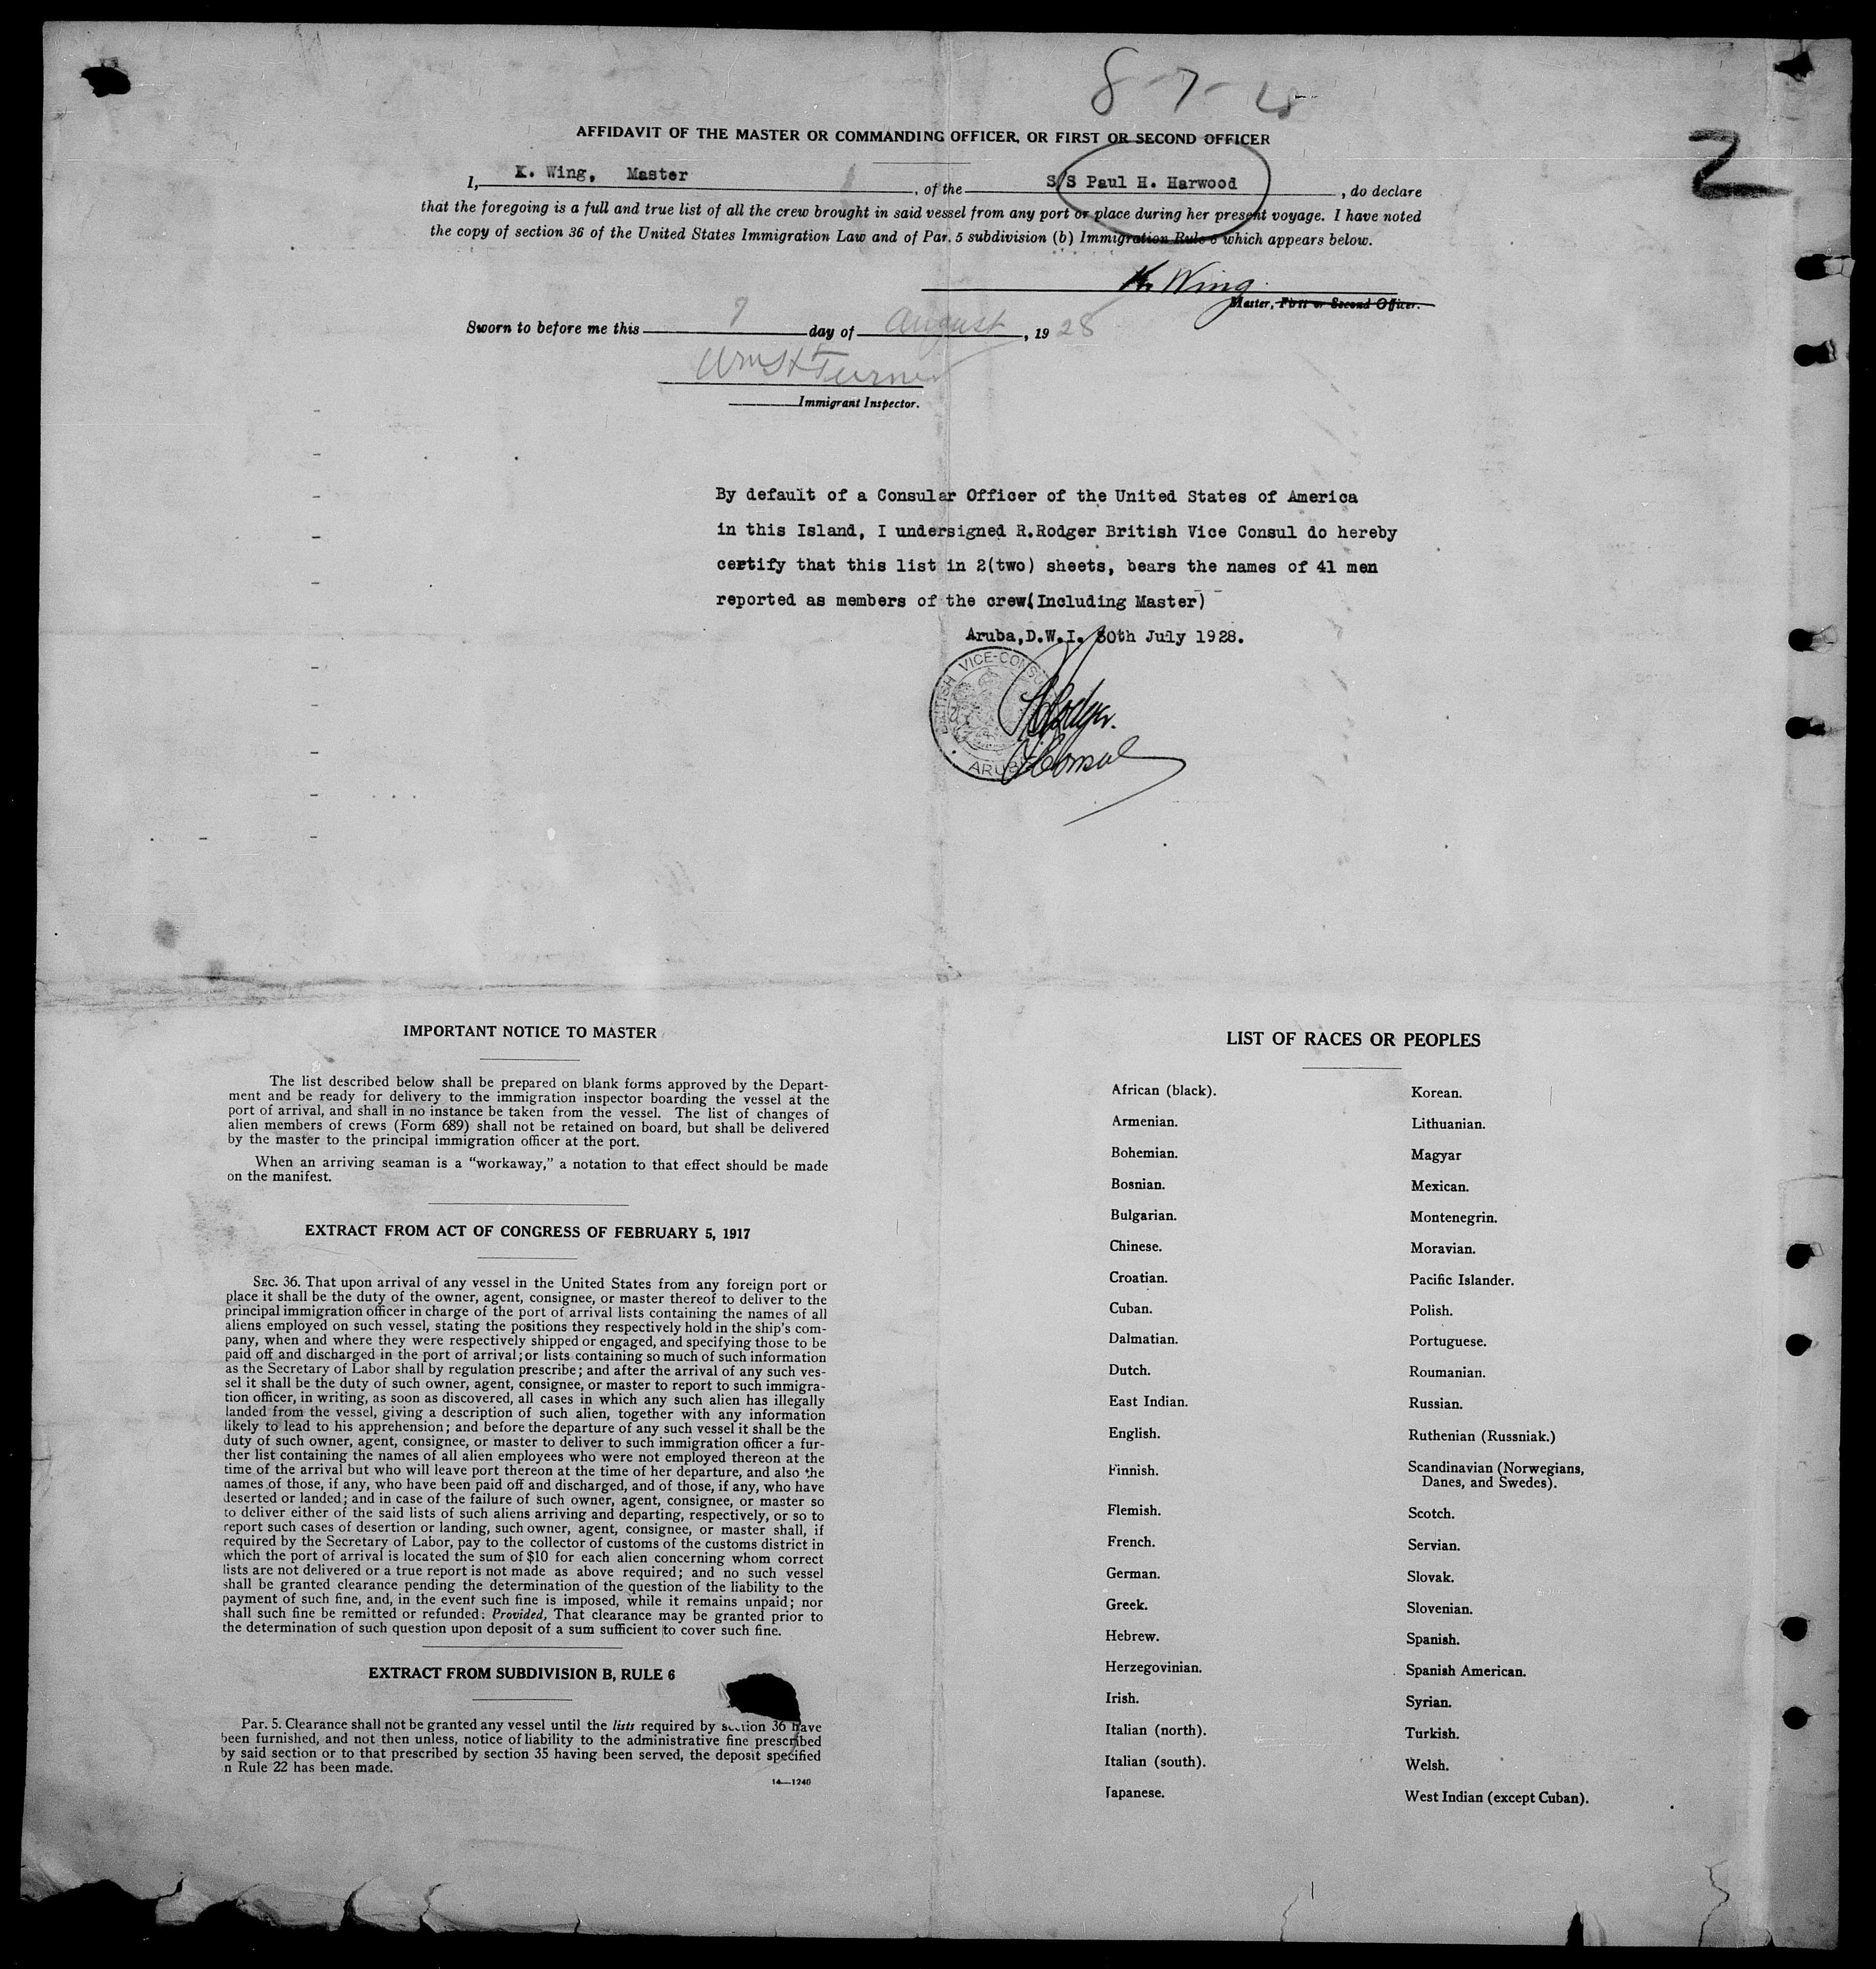 8-7-28
2
AFFIDAVIT OF THE MASTER OR COMMANDING OFFICER, OR FIRST OR SECOND OFFICER
I, K. Wing, Master, of the S/S Paul H. Harwood, do declare
that the foregoing is a full and true list of all the crew brought in said vessel from any port or place during her present voyage. I have noted
the copy of section 36 of the United States Immigration Law and of Par. 5 subdivision (b) Immigration Rule 6 which appears below.
K. Wing.
Master, First or Second Officer.
Sworn to before me this 7 day of August, 1928
Wm H Turner
Immigrant Inspector.
By default of a Consular Officer of the United States of America
in this Island, I undersigned R.Rodger British Vice Consul do hereby
certify that this list in 2(two) sheets, bears the names of 41 men
reported as members of the crew(Including Master)
Aruba,D.W.I. 30th July 1928.
BRITISH VICE-CONSUL
ARUBA
RRodger.
V.Consul
IMPORTANT NOTICE TO MASTER
The list described below shall be prepared on blank forms approved by the Depart-
ment and be ready for delivery to the immigration inspector boarding the vessel at the
port of arrival, and shall in no instance be taken from the vessel. The list of changes of
alien members of crews (Form 689) shall not be retained on board, but shall be delivered
by the master to the principal immigration officer at the port.
When an arriving seaman is a “workaway,” a notation to that effect should be made
on the manifest.
EXTRACT FROM ACT OF CONGRESS OF FEBRUARY 5, 1917
SEC. 36. That upon arrival of any vessel in the United States from any foreign port or
place it shall be the duty of the owner, agent, consignee, or master thereof to deliver to the
principal immigration officer in charge of the port of arrival lists containing the names of all
aliens employed on such vessel, stating the positions they respectively hold in the ship's com-
pany, when and where they were respectively shipped or engaged, and specifying those to be
paid off and discharged in the port of arrival; or lists containing so much of such information
as the Secretary of Labor shall by regulation prescribe; and after the arrival of any such ves-
sel it shall be the duty of such owner, agent, consignee, or master to report to such immigra-
tion officer, in writing, as soon as discovered, all cases in which any such alien has illegally
landed from the vessel, giving a description of such alien, together with any information
likely to lead to his apprehension; and before the departure of any such vessel it shall be the
duty of such owner, agent, consignee, or master to deliver to such immigration officer a fur-
ther list containing the names of all alien employees who were not employed thereon at the
time of the arrival but who will leave port thereon at the time of her departure, and also the
names of those, if any, who have been paid off and discharged, and of those, if any, who have
deserted or landed; and in case of the failure of such owner, agent, consignee, or master so
to deliver either of the said lists of such aliens arriving and departing, respectively, or so to
report such cases of desertion or landing, such owner, agent, consignee, or master shall, if
required by the Secretary of Labor, pay to the collector of customs of the customs district in
which the port of arrival is located the sum of $10 for each alien concerning whom correct
lists are not delivered or a true report is not made as above required; and no such vessel
shall be granted clearance pending the determination of the question of the liability to the
payment of such fine, and, in the event such fine is imposed, while it remains unpaid; nor
shall such fine be remitted or refunded: Provided, That clearance may be granted prior to
the determination of such question upon deposit of a sum sufficient to cover such fine.
EXTRACT FROM SUBDIVISION B, RULE 6
Par. 5. Clearance shall not be granted any vessel until the lists required by section 36 have
been furnished, and not then unless, notice of liability to the administrative fine prescribed
by said section or to that prescribed by section 35 having been served, the deposit specified
n Rule 22 has been made.
14—1240
LIST OF RACES OR PEOPLES
African (black).
Armenian.
Bohemian.
Bosnian.
Bulgarian.
Chinese.
Croatian.
Cuban.
Dalmatian.
Dutch.
East Indian.
English.
Finnish.
Flemish.
French.
German.
Greek.
Hebrew.
Herzegovinian.
Irish.
Italian (north).
Italian (south).
Japanese.
Korean.
Lithuanian.
Magyar
Mexican.
Montenegrin.
Moravian.
Pacific Islander.
Polish.
Portuguese.
Roumanian.
Russian.
Ruthenian (Russniak.)
Scandinavian (Norwegians,
Danes, and Swedes).
Scotch.
Servian.
Slovak.
Slovenian.
Spanish.
Spanish American.
Syrian.
Turkish.
Welsh.
West Indian (except Cuban).